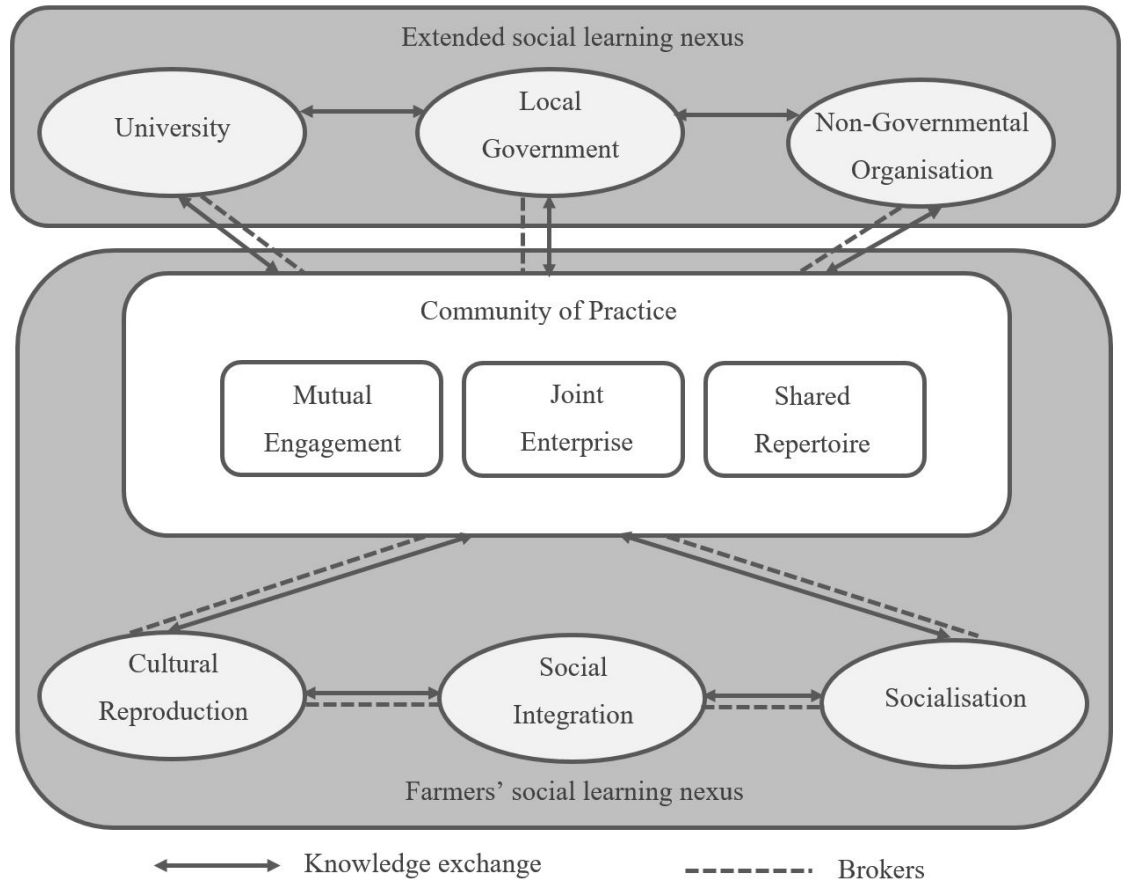 Extended social learning nexus
University
Local
Government
Non-Governmental
Organisation
Community of Practice
Mutual
Engagement
Joint
Enterprise
Shared
Repertoire
Cultural
Reproduction
Social
Integration
Socialisation
Farmers’ social learning nexus
Knowledge exchange
Brokers